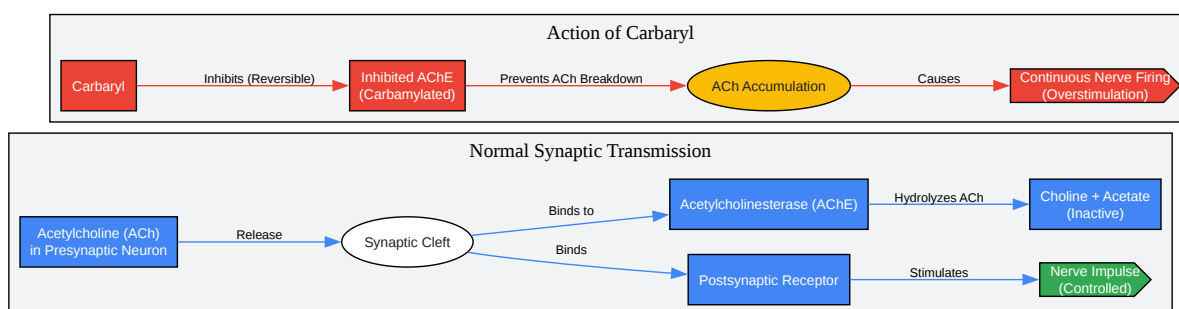 Action of Carbaryl
Carbaryl
Inhibits (Reversible)
Inhibited AChE
(Carbamylated)
Prevents ACh Breakdown
ACh Accumulation
Causes
Continuous Nerve Firing
(Overstimulation)
Normal Synaptic Transmission
Acetylcholine (ACh)
in Presynaptic Neuron
Release
Synaptic Cleft
Binds to
Acetylcholinesterase (AChE)
Hydrolyzes ACh
Choline + Acetate
(Inactive)
Binds
Postsynaptic Receptor
Stimulates
Nerve Impulse
(Controlled)